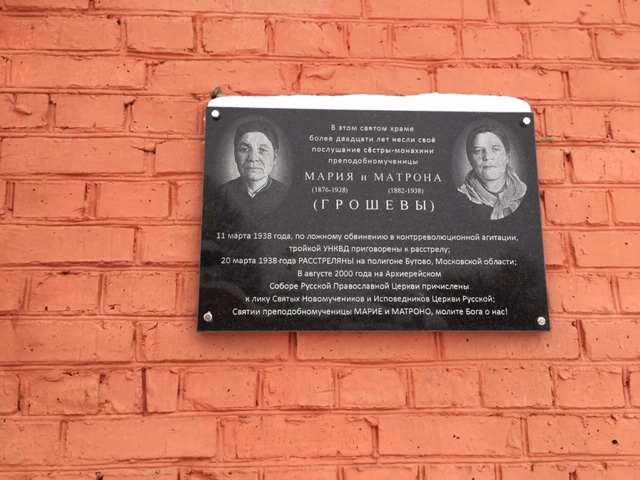 В этом святом храме
более двадцати лет несли своё
послушание сёстры-монахини
преподобномученицы
МАРИЯ и МАТРОНА
(1876-1938) (1882-1938)
(ГРОШЕВЫ)
11 марта 1938 года, по ложному обвинению в контрреволюционной агитации,
тройкой УНКВД приговорены к расстрелу;
20 марта 1938 года РАССТРЕЛЯНЫ на полигоне Бутово, Московской области;
В августе 2000 года на Архиерейском
Соборе Русской Православной Церкви причислены
к лику Святых Новомучеников и Исповедников Церкви Русской;
Святии преподобномученицы МАРИЕ и МАТРОНО, молите Бога о нас!